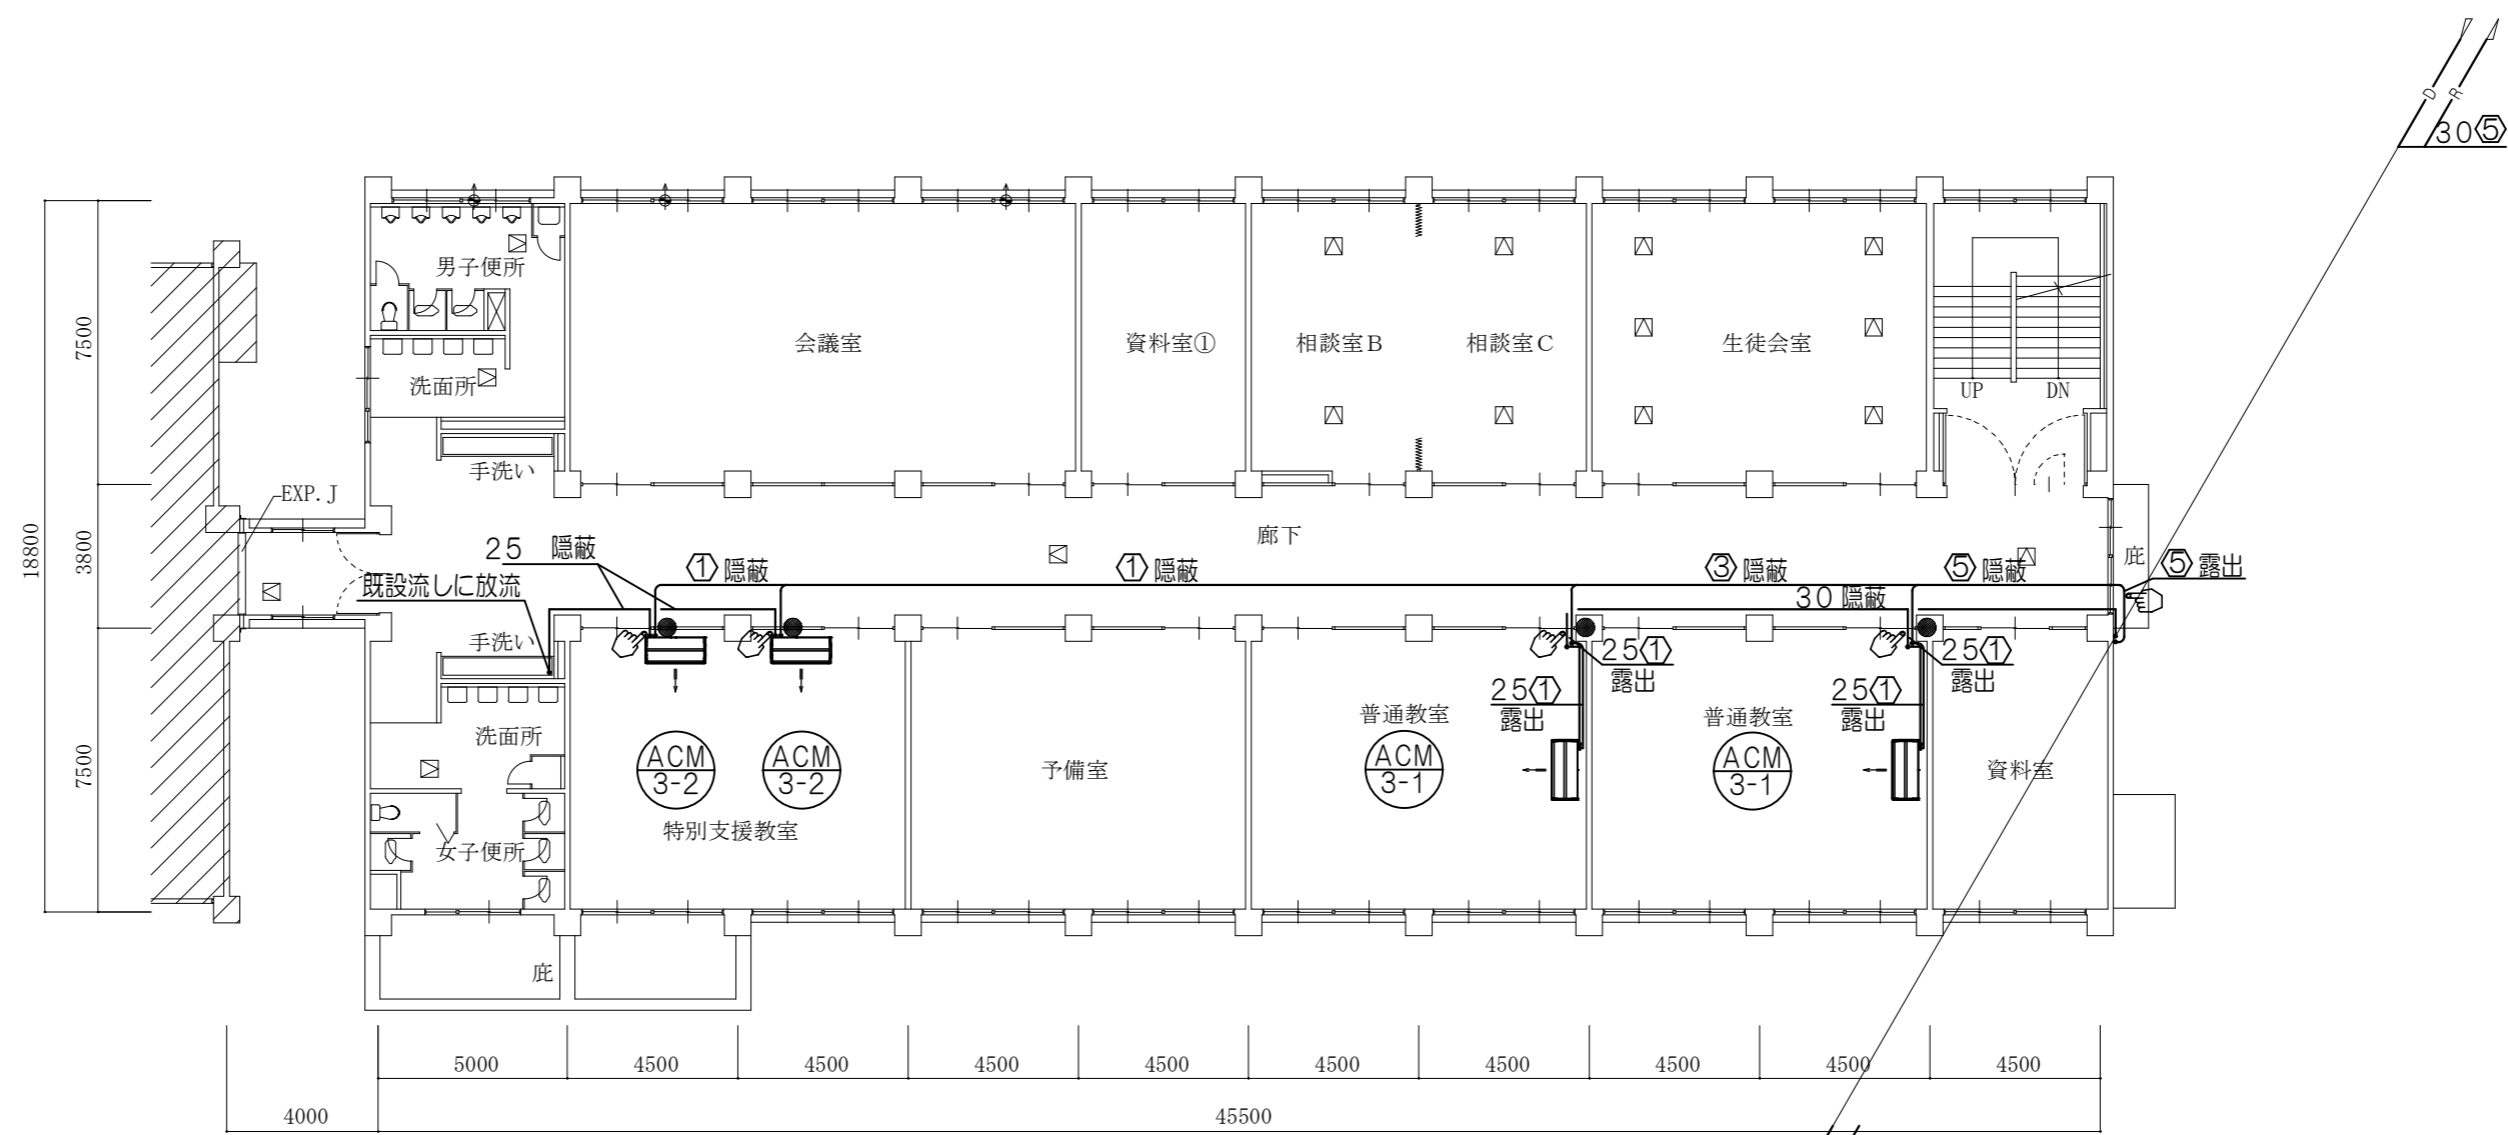 D R
30⑤
男子便所
会議室
資料室①
相談室B
相談室C
生徒会室
洗面所
UP
DN
手洗い
EXP.J
廊下
25 隠蔽
①隠蔽
①隠蔽
③隠蔽
⑤隠蔽
庇
⑤露出
既設流しに放流
30隠蔽
手洗い
25①
露出
25①
露出
25①
露出
25①
露出
洗面所
普通教室
普通教室
ACM
3-2
ACM
3-2
予備室
ACM
3-1
ACM
3-1
資料室
特別支援教室
女子便所
庇
18800
7500
3800
7500
5000
4500
4500
4500
4500
4500
4500
4500
4500
4500
4000
45500